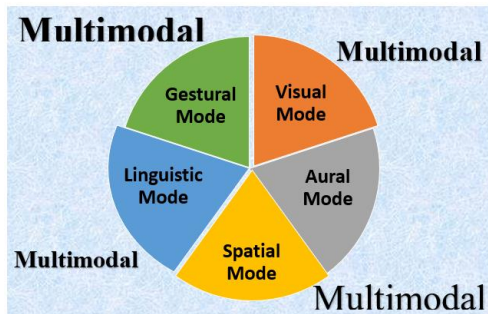 Multimodal
Multimodal
Gestural
Mode
Visual
Mode
Linguistic
Mode
Aural
Mode
Spatial
Mode
Multimodal
Multimodal